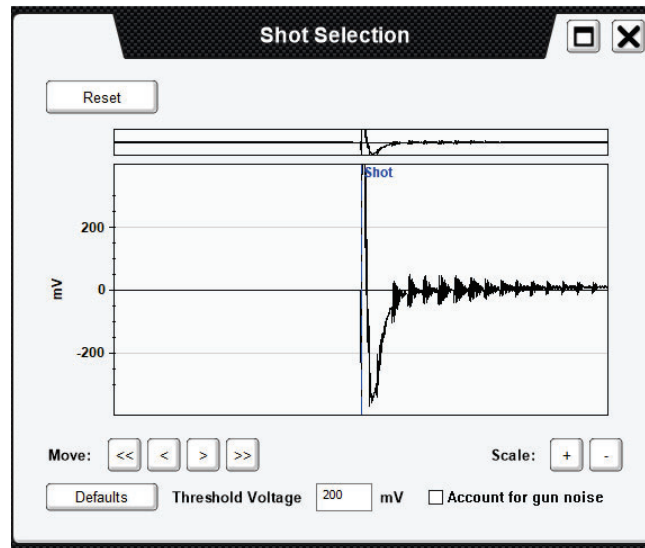 Shot Selection
Reset
Shot
200
0
-200
mV
Move: << < > >> Scale: + -
Defaults Threshold Voltage 200 mV Account for gun noise